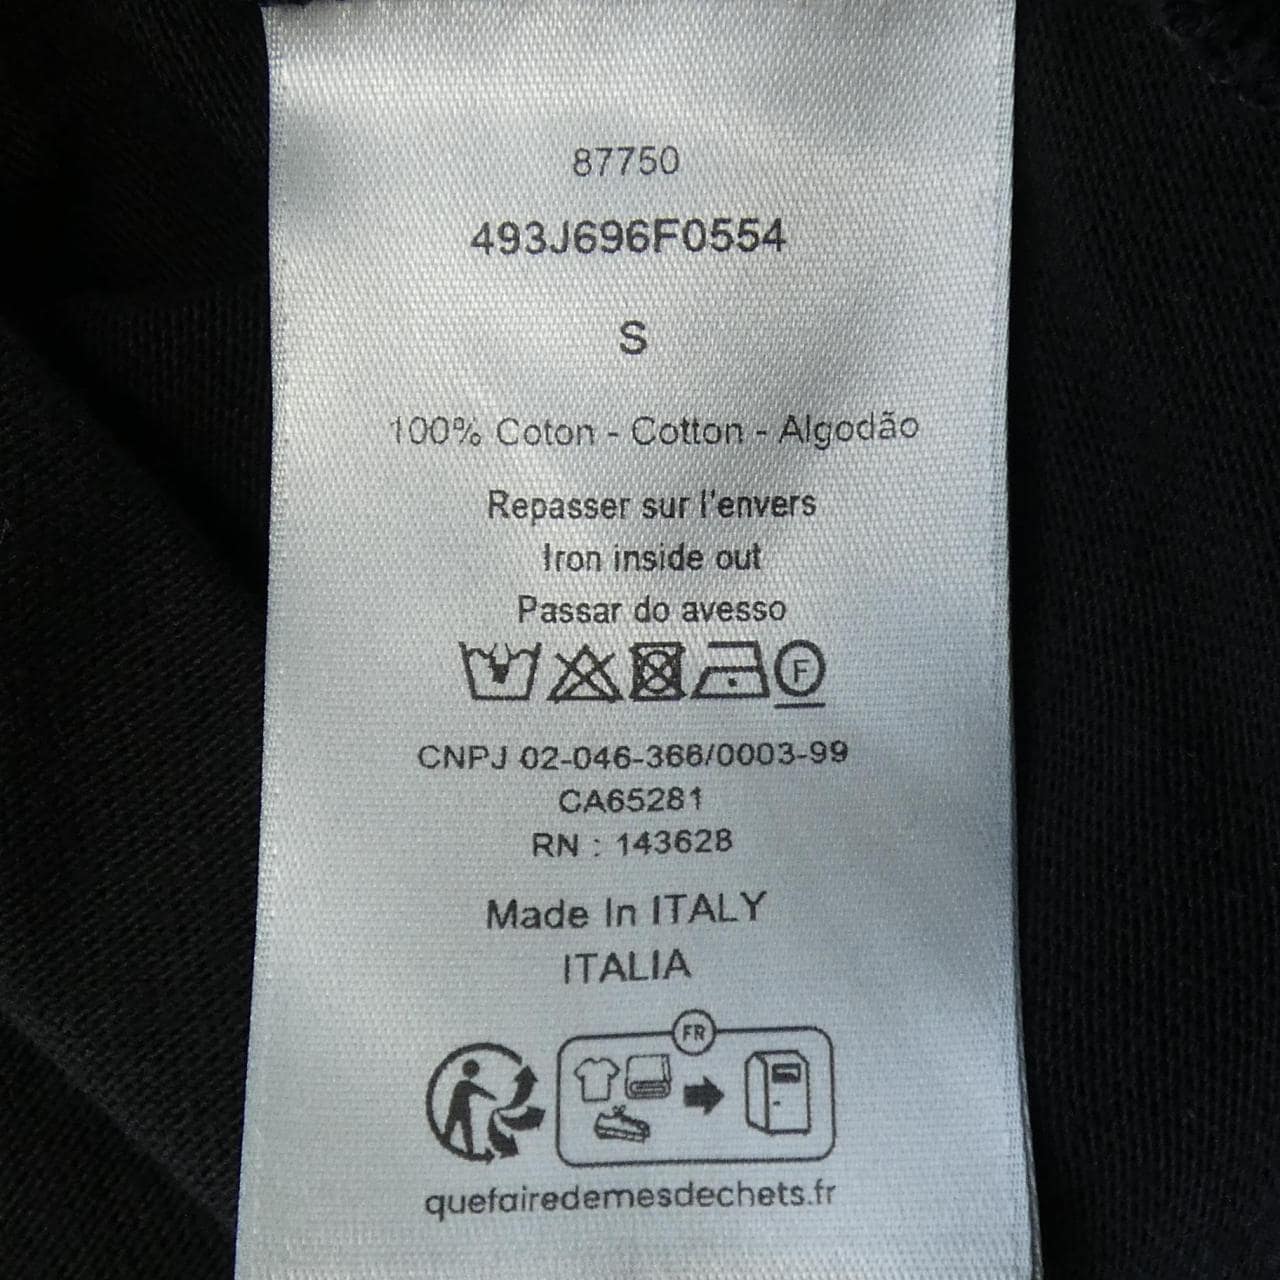 87750
493J696F0554
S
100% Coton - Cotton - Algodão
Repasser sur l'envers
Iron inside out
Passar do avesso
F
CNPJ 02-046-366/0003-99
CA65281
RN : 143628
Made In ITALY
ITALIA
FR
quefairedemesdechets.fr